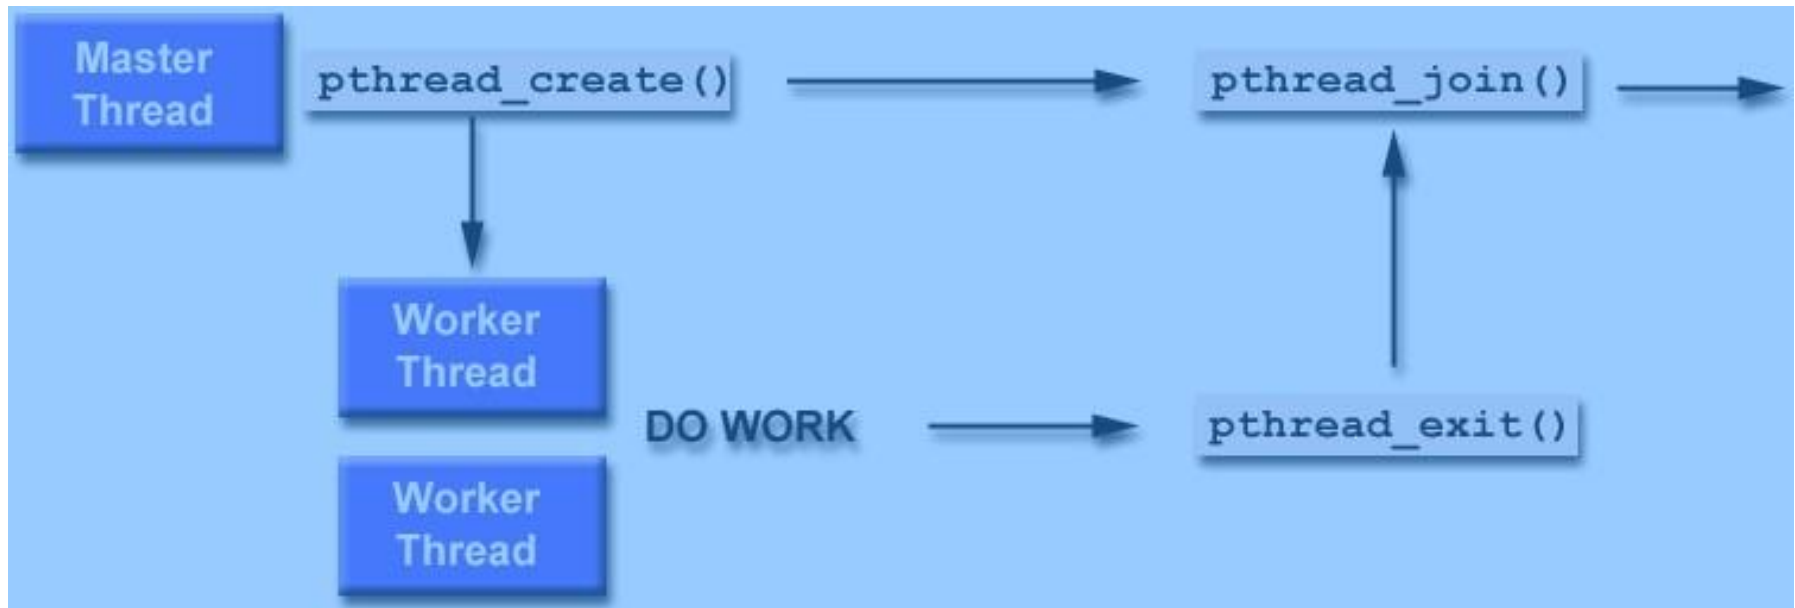 Master
Thread
pthread_create()
pthread_join()
Worker
Thread
DO WORK
pthread_exit()
Worker
Thread